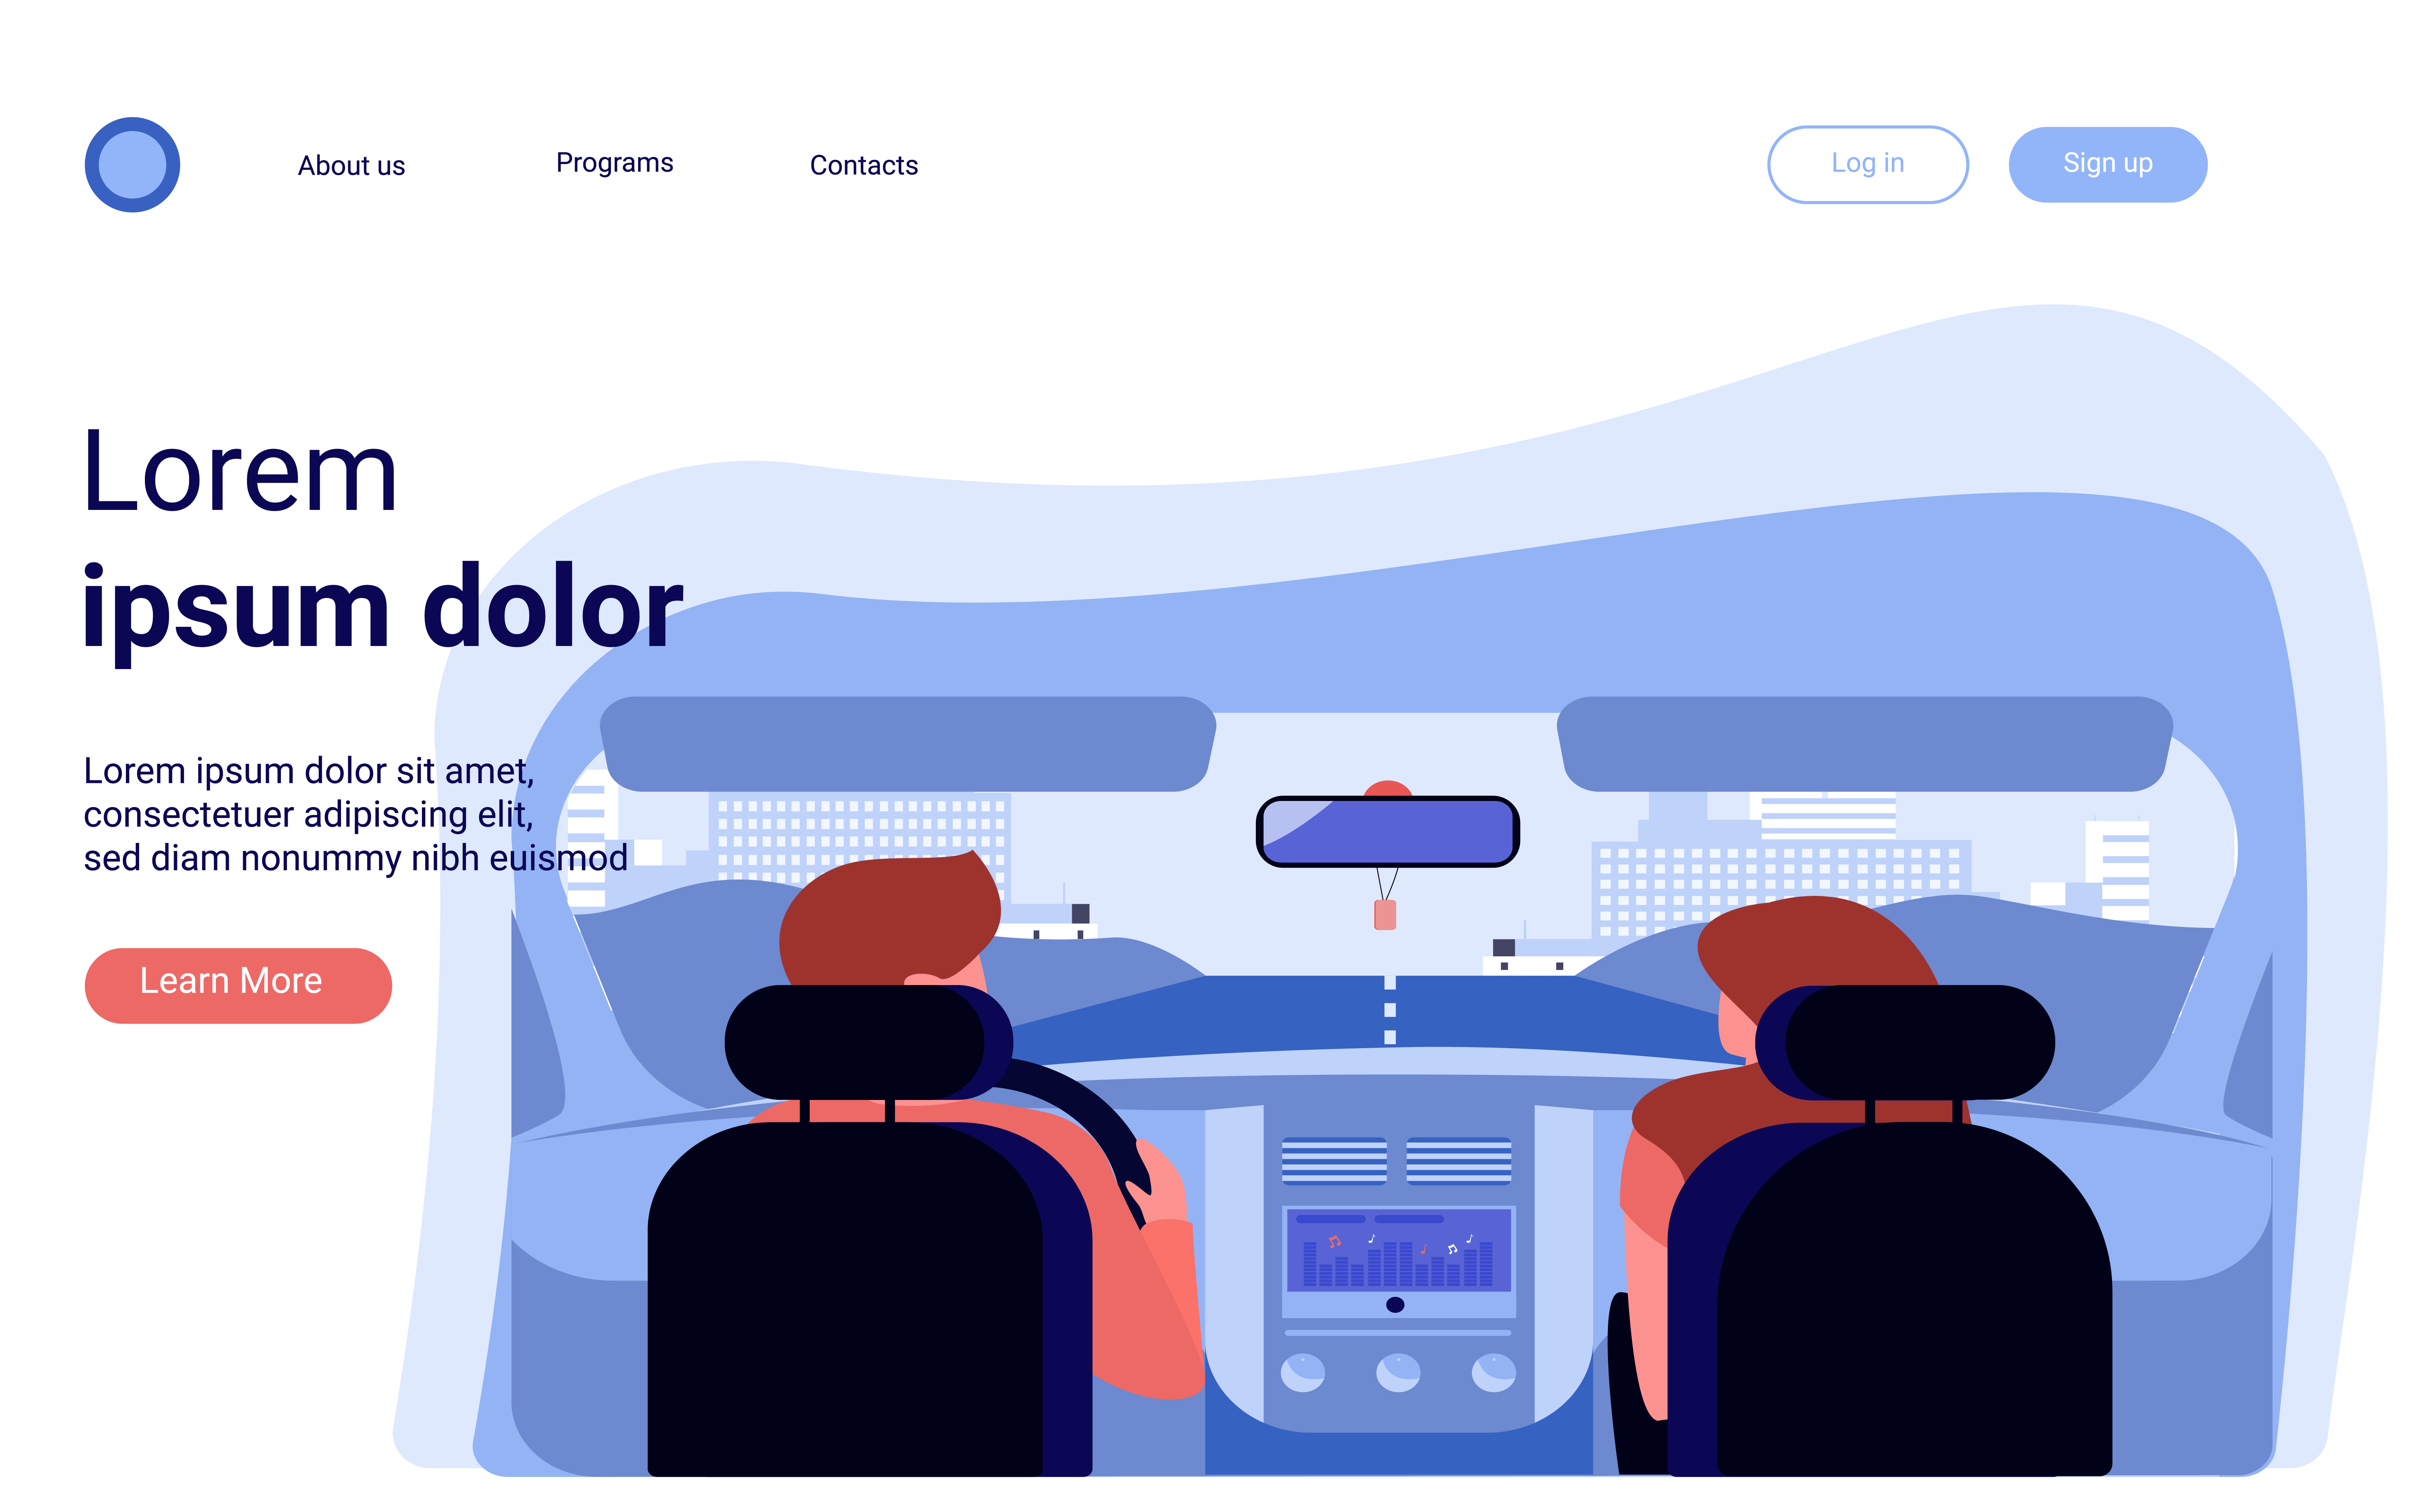 About us
Programs
Contacts
Log in
Sign up
Lorem
ipsum dolor
Lorem ipsum dolor sit amet,
consectetuer adipiscing elit,
sed diam nonummy nibh euismod
Learn More